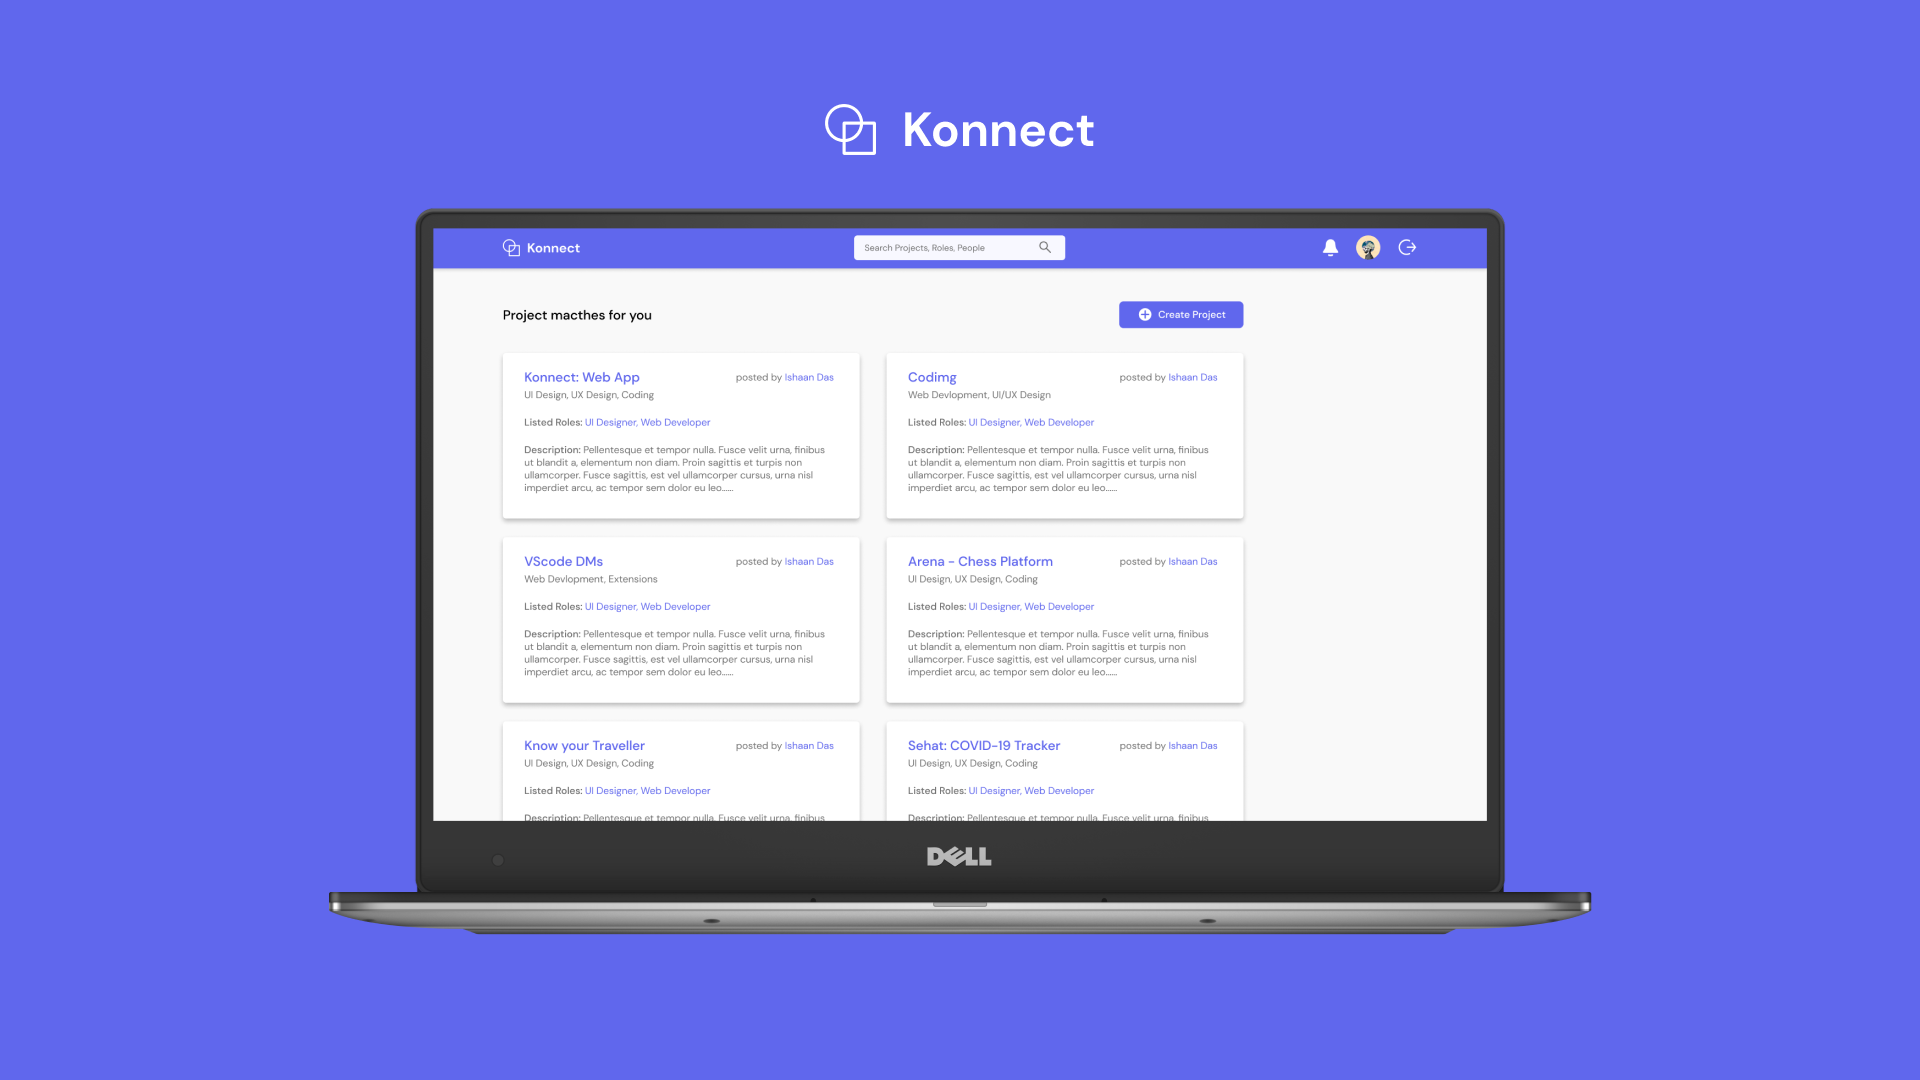 Konnect
Konnect
Search Projects, Roles, People
Project macthes for you
Create Project
Konnect: Web App
posted by Ishaan Das
UI Design, UX Design, Coding
Listed Roles: UI Designer, Web Developer
Description: Pellentesque et tempor nulla. Fusce velit urna, finibus
ut blandit a, elementum non diam. Proin sagittis et turpis non
ullamcorper. Fusce sagittis, est vel ullamcorper cursus, urna nisl
imperdiet arcu, ac tempor sem dolor eu leo......
Codimg
posted by Ishaan Das
Web Devlopment, UI/UX Design
Listed Roles: UI Designer, Web Developer
Description: Pellentesque et tempor nulla. Fusce velit urna, finibus
ut blandit a, elementum non diam. Proin sagittis et turpis non
ullamcorper. Fusce sagittis, est vel ullamcorper cursus, urna nisl
imperdiet arcu, ac tempor sem dolor eu leo......
VScode DMs
posted by Ishaan Das
Web Devlopment, Extensions
Listed Roles: UI Designer, Web Developer
Description: Pellentesque et tempor nulla. Fusce velit urna, finibus
ut blandit a, elementum non diam. Proin sagittis et turpis non
ullamcorper. Fusce sagittis, est vel ullamcorper cursus, urna nisl
imperdiet arcu, ac tempor sem dolor eu leo......
Arena - Chess Platform
posted by Ishaan Das
UI Design, UX Design, Coding
Listed Roles: UI Designer, Web Developer
Description: Pellentesque et tempor nulla. Fusce velit urna, finibus
ut blandit a, elementum non diam. Proin sagittis et turpis non
ullamcorper. Fusce sagittis, est vel ullamcorper cursus, urna nisl
imperdiet arcu, ac tempor sem dolor eu leo......
Know your Traveller
posted by Ishaan Das
UI Design, UX Design, Coding
Listed Roles: UI Designer, Web Developer
Description: Pellentesque et tempor nulla. Fusce velit urna, finibus
Sehat: COVID-19 Tracker
posted by Ishaan Das
UI Design, UX Design, Coding
Listed Roles: UI Designer, Web Developer
Description: Pellentesque et tempor nulla. Fusce velit urna, finibus
DELL